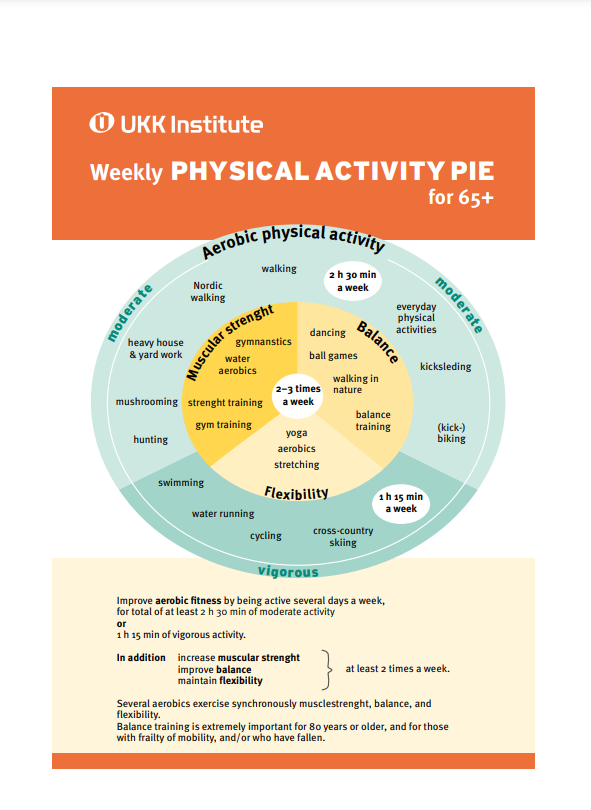 UKK Institute
Weekly PHYSICAL ACTIVITY PIE
for 65+
Aerobic physical activity
moderate
moderate
walking
2 h 30 min
a week
Nordic
walking
everyday
physical
activities
heavy house
& yard work
kicksleding
mushrooming
hunting
(kick-)
biking
Muscular strenght
gymnanstics
water
aerobics
strenght training
gym training
Balance
dancing
ball games
walking in
nature
balance
training
2–3 times
a week
yoga
aerobics
stretching
Flexibility
swimming
water running
cycling
cross-country
skiing
1 h 15 min
a week
vigorous
Improve aerobic fitness by being active several days a week,
for total of at least 2 h 30 min of moderate activity
or
1 h 15 min of vigorous activity.
In addition increase muscular strenght
improve balance
maintain flexibility
at least 2 times a week.
Several aerobics exercise synchronously musclestrenght, balance, and
flexibility.
Balance training is extremely important for 80 years or older, and for those
with frailty of mobility, and/or who have fallen.